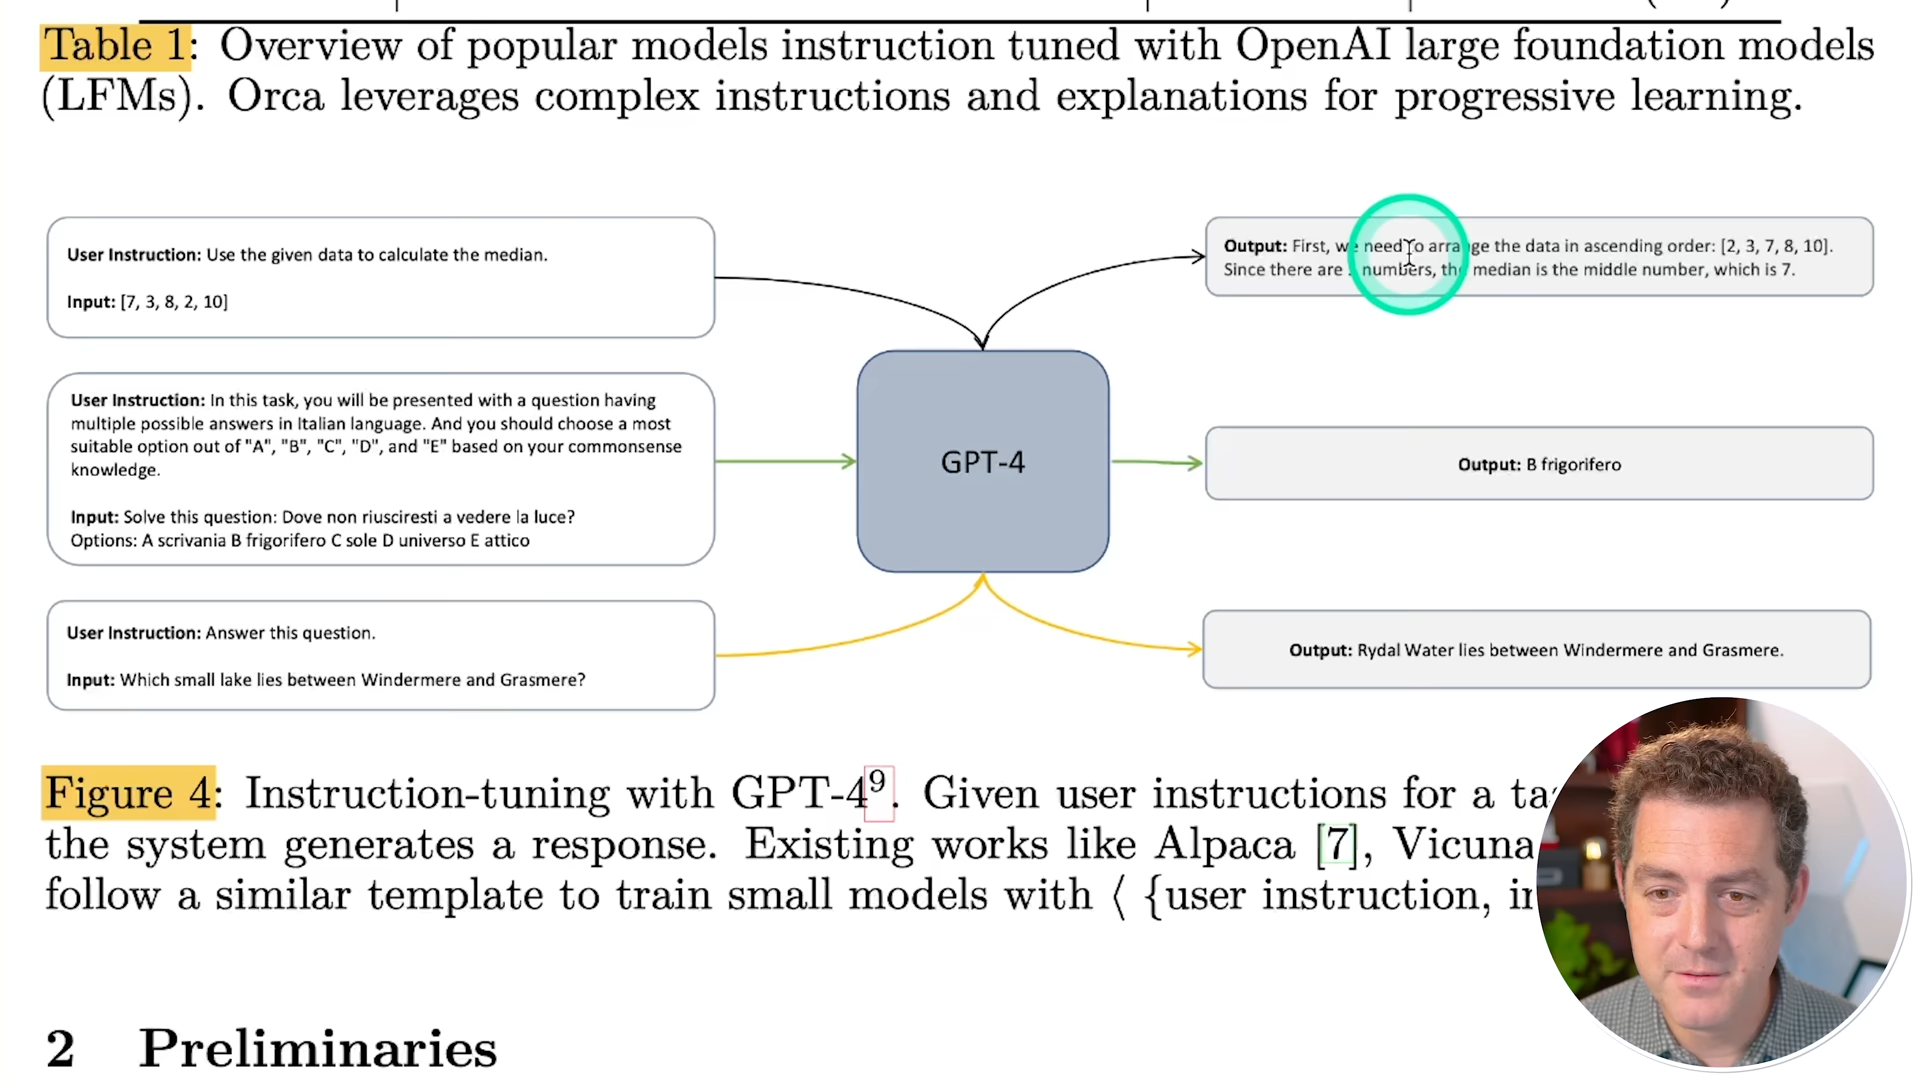 Table 1: Overview of popular models instruction tuned with OpenAI large foundation models
(LFMs). Orca leverages complex instructions and explanations for progressive learning.
User Instruction: Use the given data to calculate the median.
Input: [7, 3, 8, 2, 10]
Output: First, we need to arrange the data in ascending order: [2, 3, 7, 8, 10].
Since there are numbers, the median is the middle number, which is 7.
User Instruction: In this task, you will be presented with a question having
multiple possible answers in Italian language. And you should choose a most
suitable option out of "A", "B", "C", "D", and "E" based on your commonsense
knowledge.
Input: Solve this question: Dove non riusciresti a vedere la luce?
Options: A scrivania B frigorifero C sole D universo E attico
GPT-4
Output: B frigorifero
User Instruction: Answer this question.
Input: Which small lake lies between Windermere and Grasmere?
Output: Rydal Water lies between Windermere and Grasmere.
Figure 4: Instruction-tuning with GPT-4⁹. Given user instructions for a
the system generates a response. Existing works like Alpaca [7], Vicuna
follow a similar template to train small models with ⟨ {user instruction,
2 Preliminaries